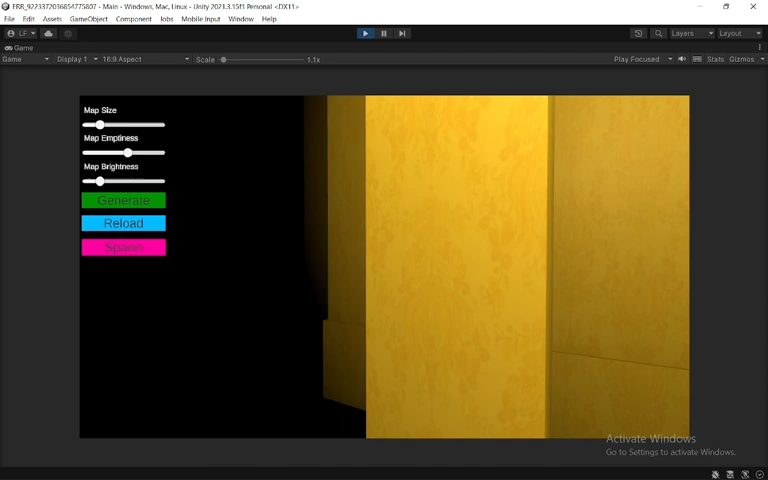 ERR_9223372036854775807 - Main - Windows, Mac, Linux - Unity 2021.3.15f1 Personal <DX11>
File Edit Assets GameObject Component Jobs Mobile Input Window Help
LF Layers Layout
Game
Game Display 1 16:9 Aspect Scale 1.1x Play Focused Stats Gizmos
Map Size
Map Emptiness
Map Brightness
Generate
Reload
Spawn
Activate Windows
Go to Settings to activate Windows.